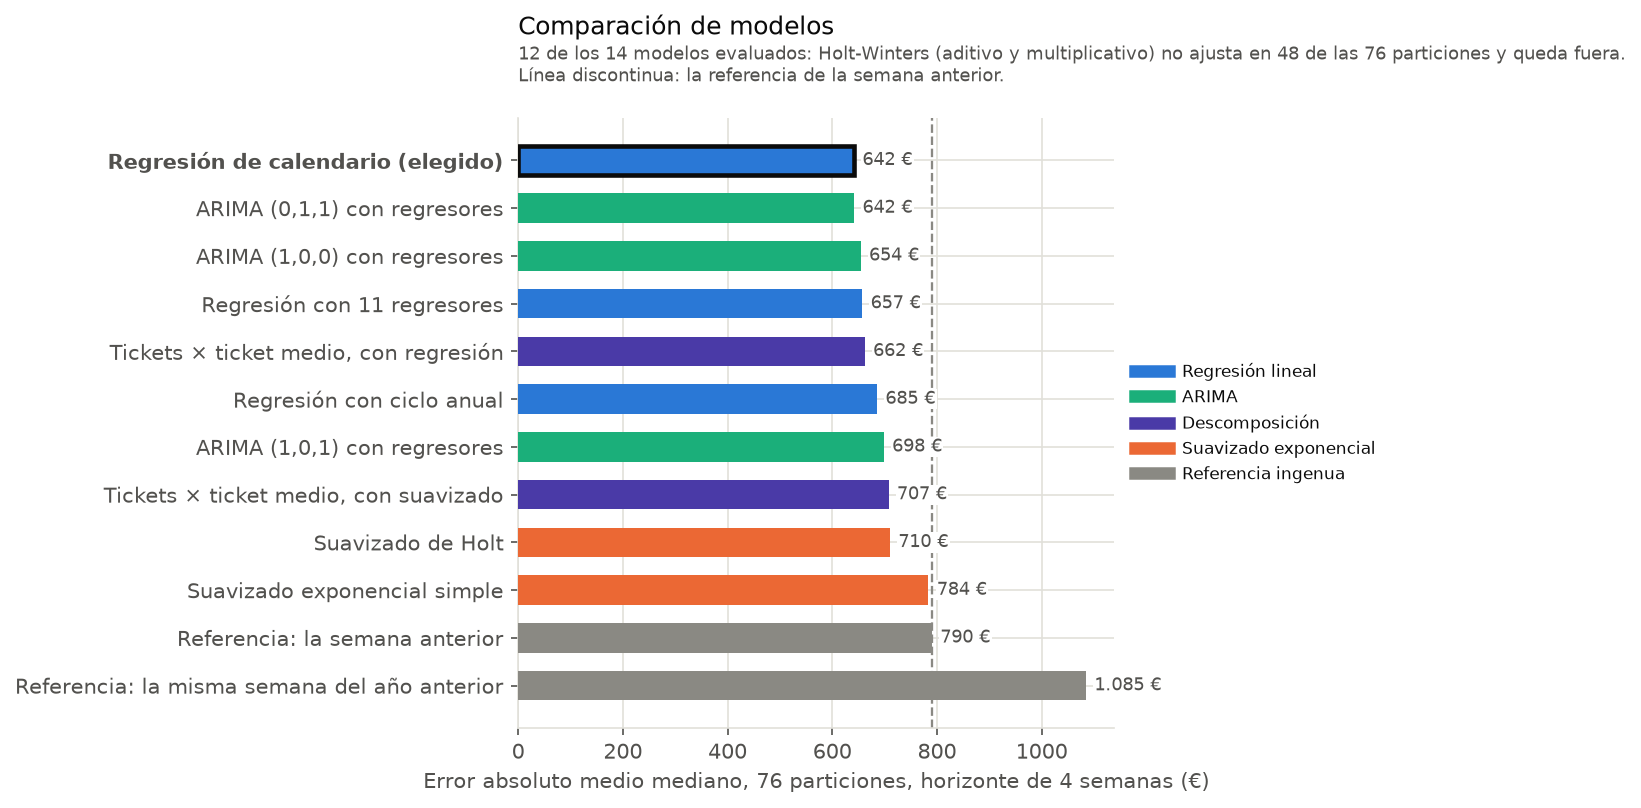 Comparación de modelos
12 de los 14 modelos evaluados: Holt-Winters (aditivo y multiplicativo) no ajusta en 48 de las 76 particiones y queda fuera.
Línea discontinua: la referencia de la semana anterior.
Regresión de calendario (elegido) 642 €
ARIMA (0,1,1) con regresores 642 €
ARIMA (1,0,0) con regresores 654 €
Regresión con 11 regresores 657 €
Tickets × ticket medio, con regresión 662 €
Regresión con ciclo anual 685 €
ARIMA (1,0,1) con regresores 698 €
Tickets × ticket medio, con suavizado 707 €
Suavizado de Holt 710 €
Suavizado exponencial simple 784 €
Referencia: la semana anterior 790 €
Referencia: la misma semana del año anterior 1.085 €
0 200 400 600 800 1000
Error absoluto medio mediano, 76 particiones, horizonte de 4 semanas (€)
Regresión lineal
ARIMA
Descomposición
Suavizado exponencial
Referencia ingenua